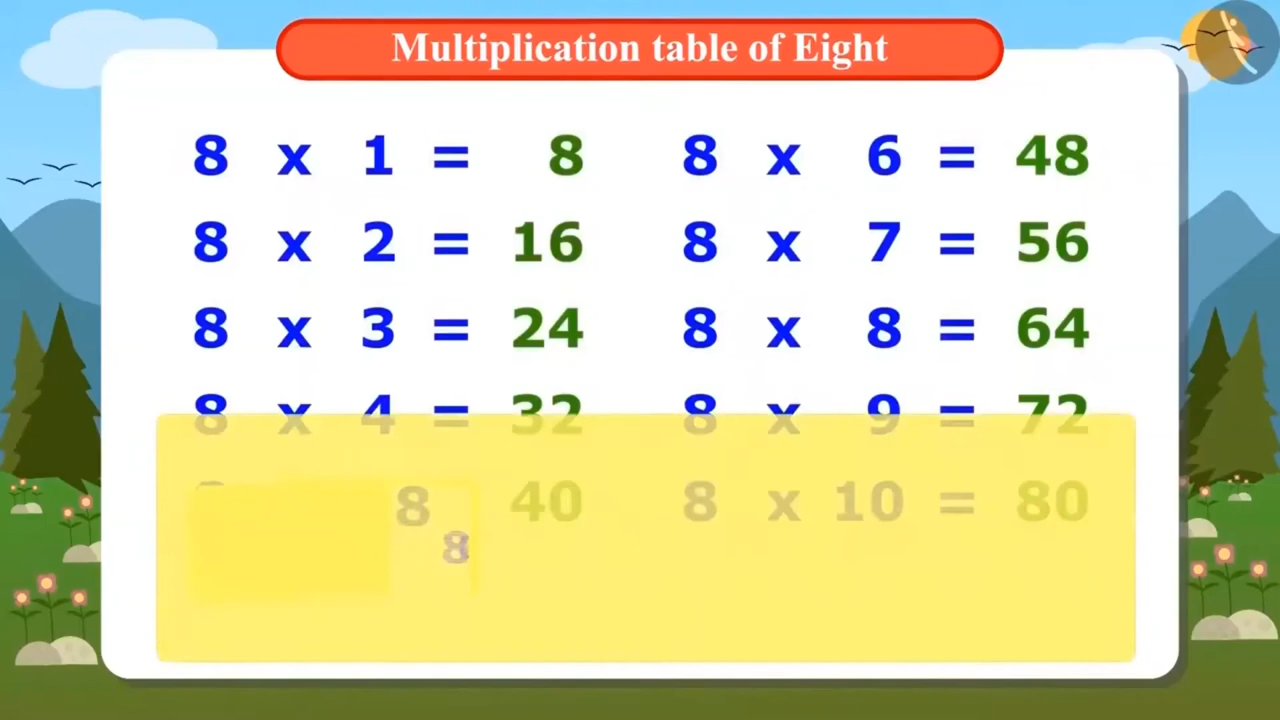 Multiplication table of Eight
8 x 1 = 8
8 x 2 = 16
8 x 3 = 24
8 x 4 = 32
8 40
8
8 x 6 = 48
8 x 7 = 56
8 x 8 = 64
8 x 9 = 72
8 x 10 = 80